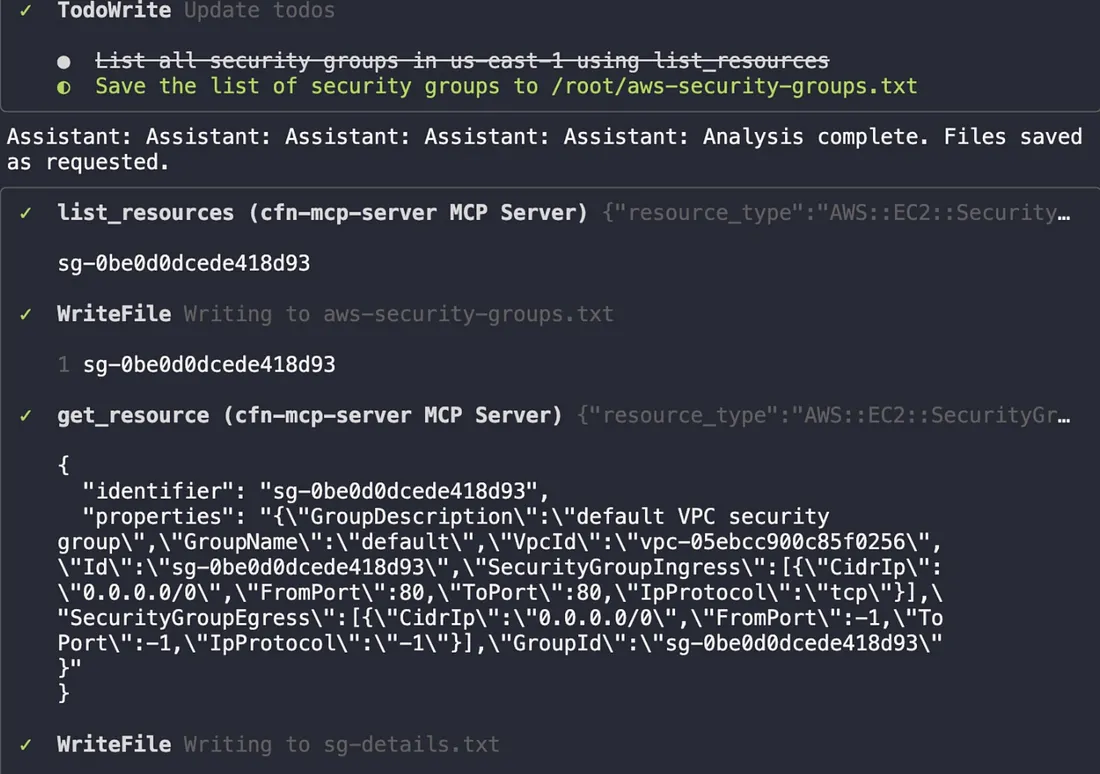 ✓ TodoWrite Update todos
● List all security groups in us-east-1 using list_resources
◐ Save the list of security groups to /root/aws-security-groups.txt
Assistant: Assistant: Assistant: Assistant: Assistant: Analysis complete. Files saved
as requested.
✓ list_resources (cfn-mcp-server MCP Server) {"resource_type":"AWS::EC2::Security…
sg-0be0d0dcede418d93
✓ WriteFile Writing to aws-security-groups.txt
1 sg-0be0d0dcede418d93
✓ get_resource (cfn-mcp-server MCP Server) {"resource_type":"AWS::EC2::SecurityGr…
{
"identifier": "sg-0be0d0dcede418d93",
"properties": "{\"GroupDescription\":\"default VPC security
group\",\"GroupName\":\"default\",\"VpcId\":\"vpc-05ebcc900c85f0256\",
\"Id\":\"sg-0be0d0dcede418d93\",\"SecurityGroupIngress\":[{\"CidrIp\":
\"0.0.0.0/0\",\"FromPort\":80,\"ToPort\":80,\"IpProtocol\":\"tcp\"}],\
"SecurityGroupEgress\":[{\"CidrIp\":\"0.0.0.0/0\",\"FromPort\":-1,\"To
Port\":-1,\"IpProtocol\":\"-1\"}],\"GroupId\":\"sg-0be0d0dcede418d93\"
}"
}
✓ WriteFile Writing to sg-details.txt